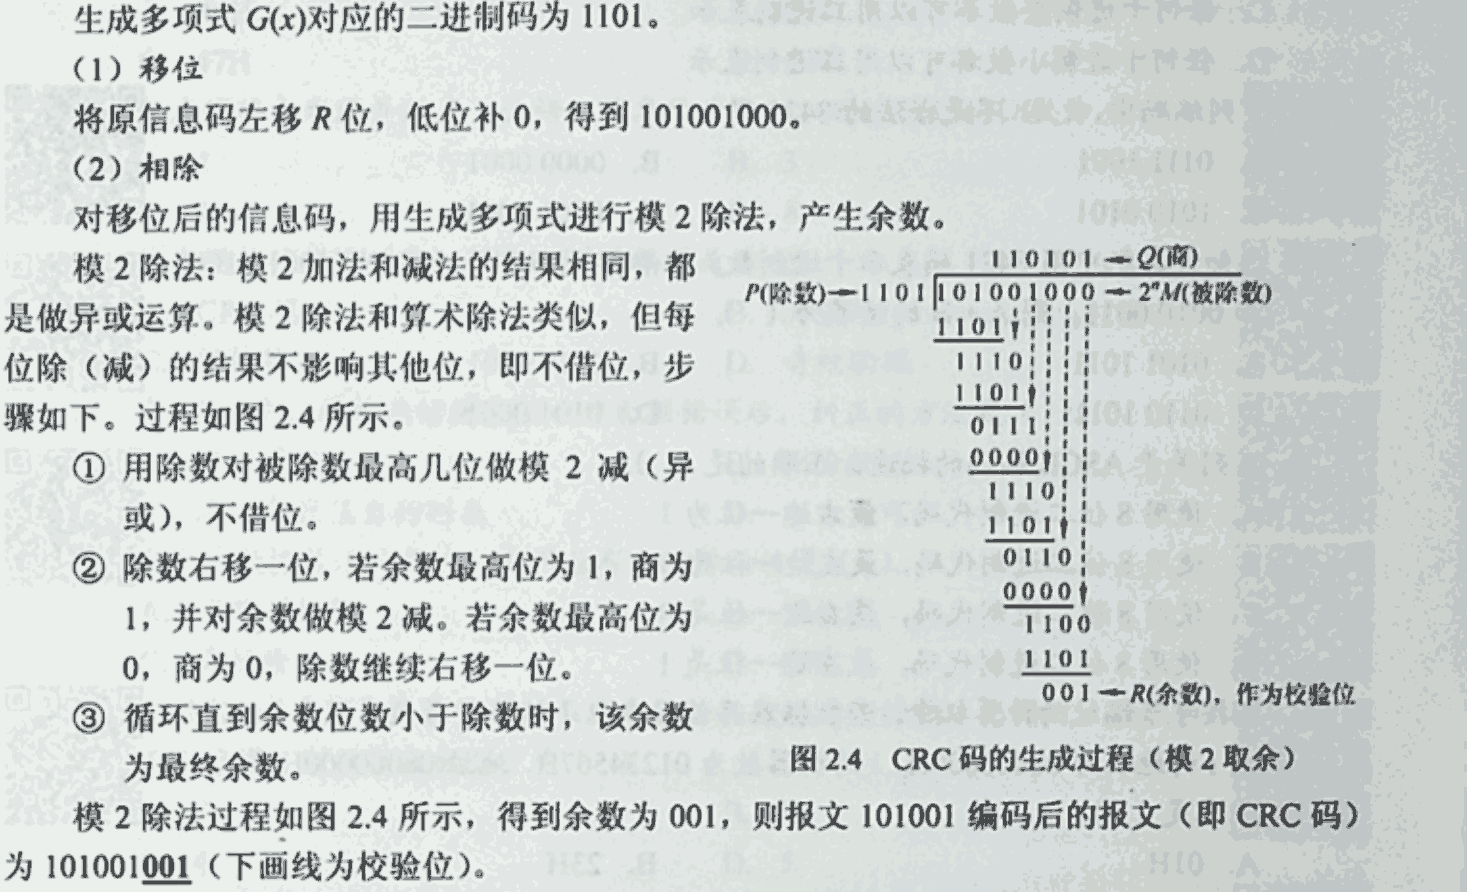 生成多项式 G(x)对应的二进制码为 1101。
（1）移位
将原信息码左移 R 位，低位补 0，得到 101001000。
（2）相除
对移位后的信息码，用生成多项式进行模 2 除法，产生余数。
模 2 除法：模 2 加法和减法的结果相同，都
是做异或运算。模 2 除法和算术除法类似，但每
位除（减）的结果不影响其他位，即不借位，步
骤如下。过程如图 2.4 所示。
① 用除数对被除数最高几位做模 2 减（异
或），不借位。
② 除数右移一位，若余数最高位为 1，商为
1，并对余数做模 2 减。若余数最高位为
0，商为 0，除数继续右移一位。
③ 循环直到余数位数小于除数时，该余数
为最终余数。
110101 ← Q(商)
P(除数)→1101 101001000 ← 2ⁿM(被除数)
1101
1110
1101
0111
0000
1110
1101
0110
0000
1100
1101
001 ← R(余数)，作为校验位
图 2.4 CRC 码的生成过程（模 2 取余）
模 2 除法过程如图 2.4 所示，得到余数为 001，则报文 101001 编码后的报文（即 CRC 码）
为 101001001（下画线为校验位）。